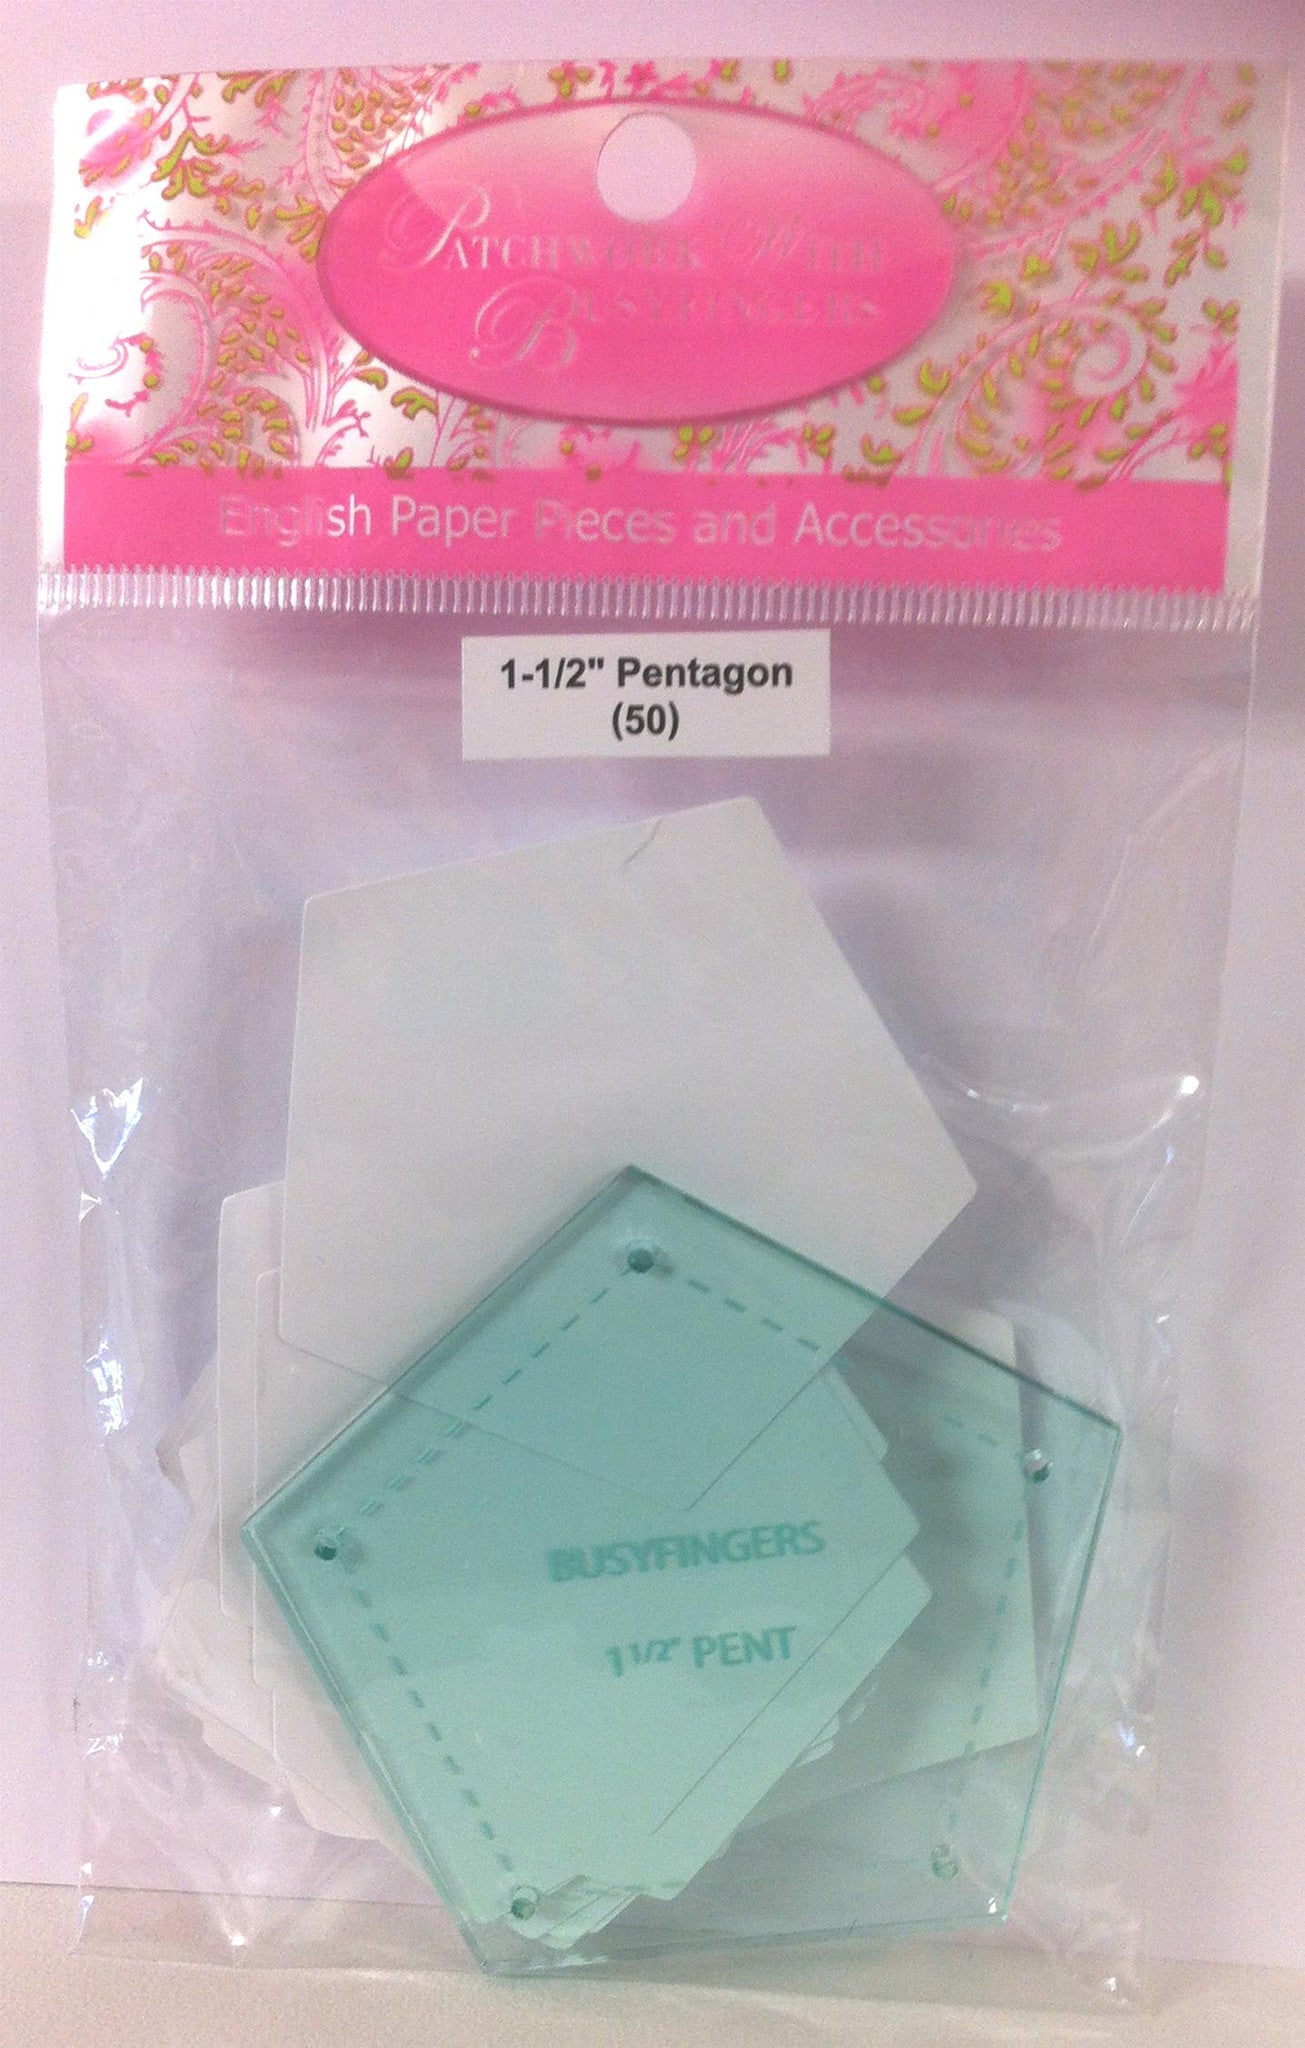 Patchwork With
Busyfingers
English Paper Pieces and Accessories
1-1/2" Pentagon
(50)
BUSYFINGERS
1 1/2" PENT